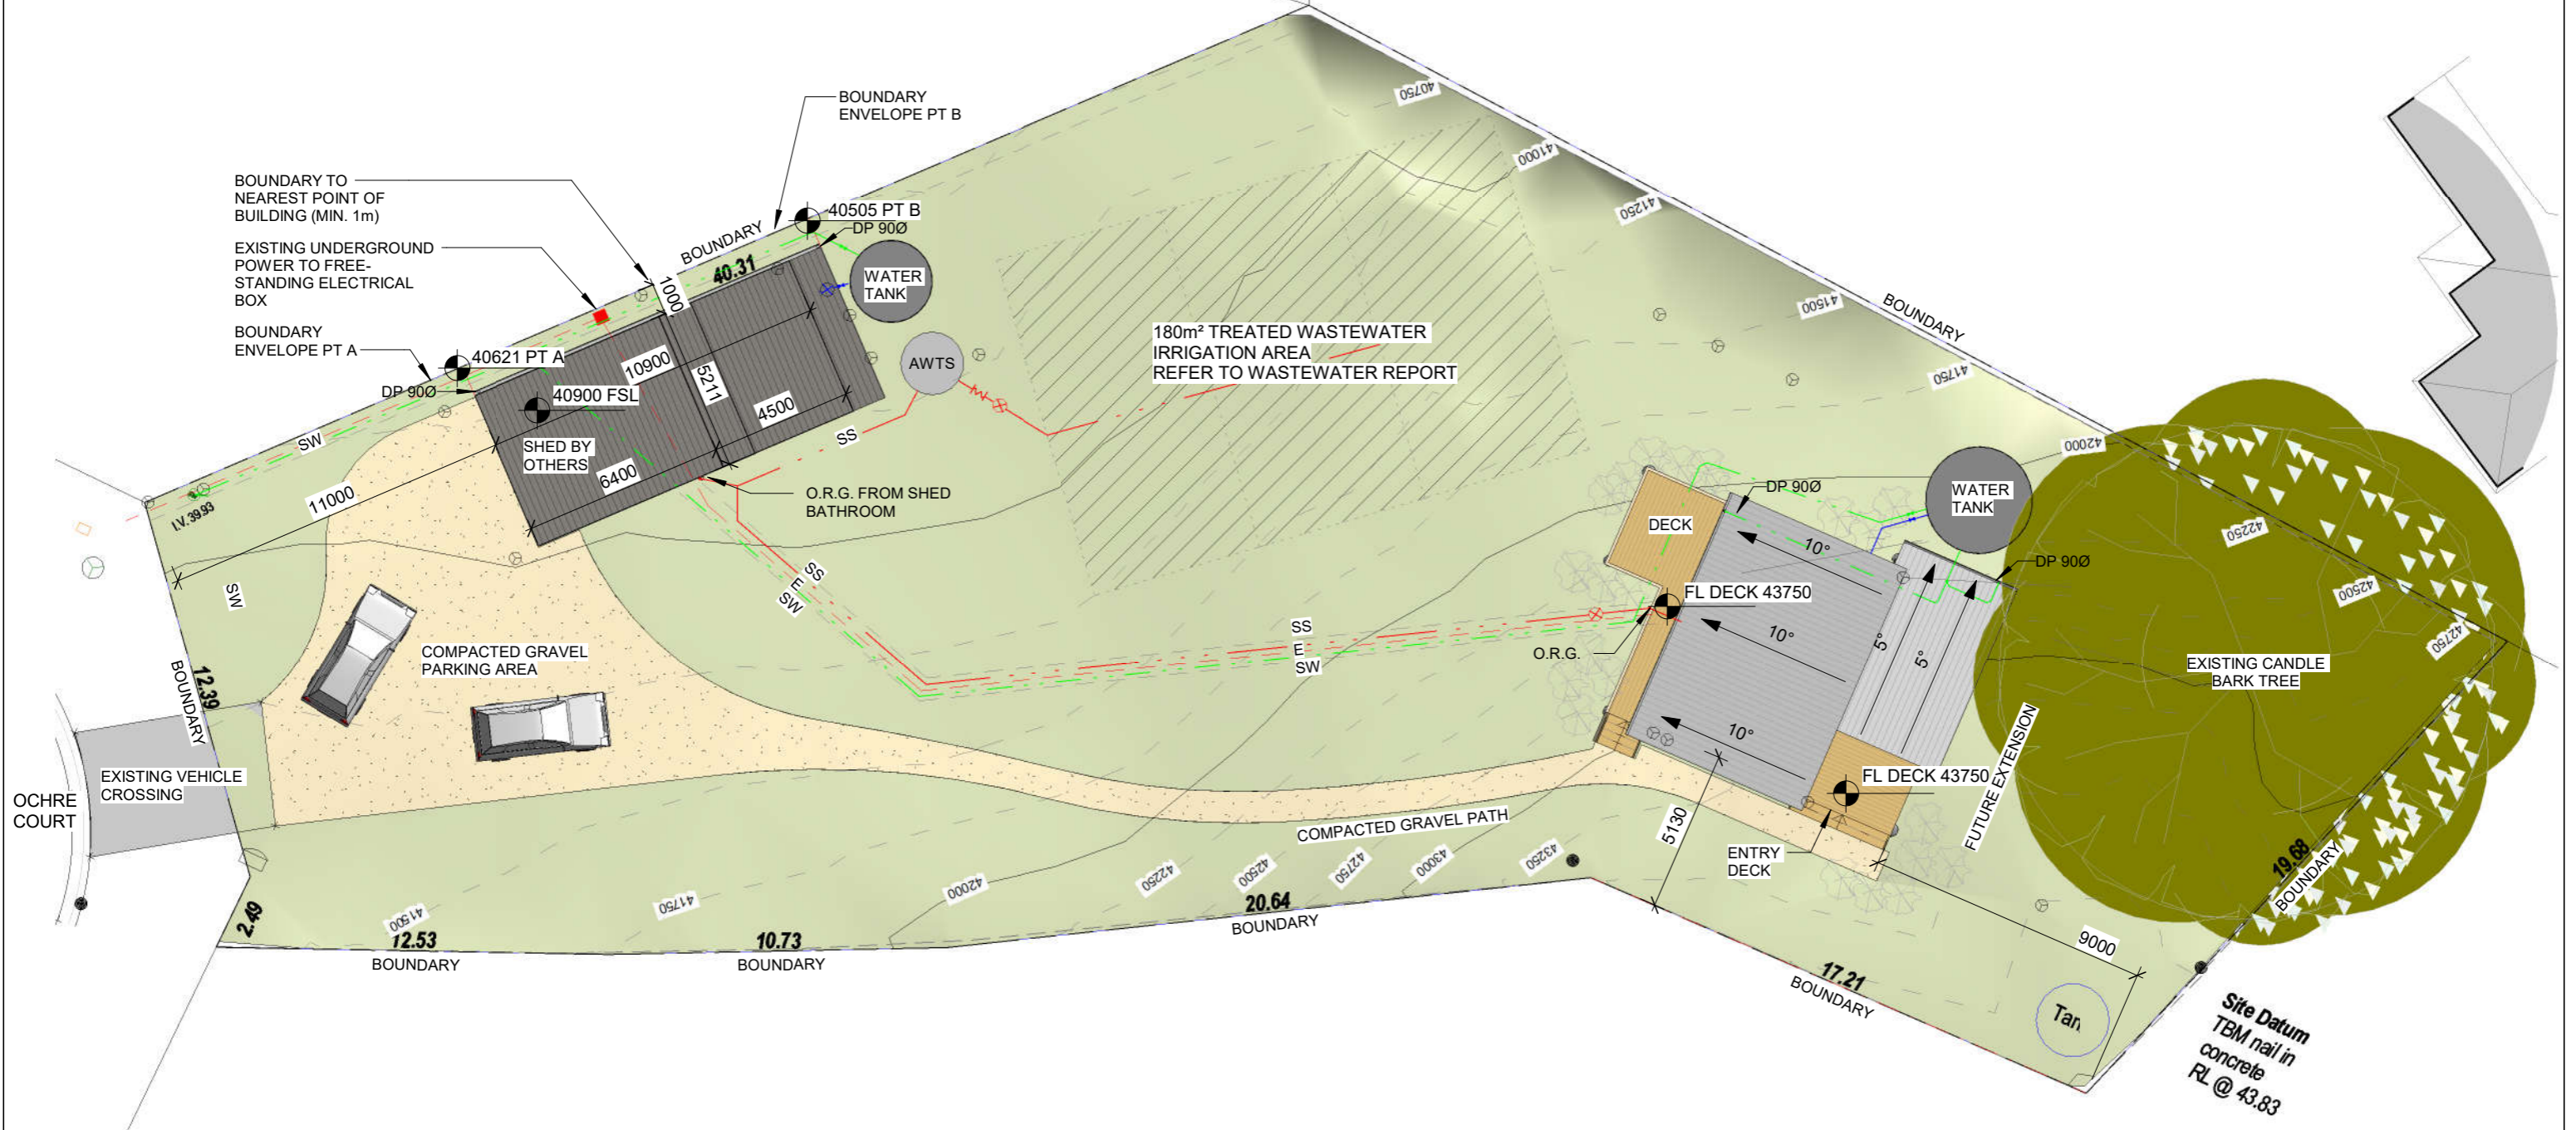 BOUNDARY
ENVELOPE PT B
BOUNDARY TO
NEAREST POINT OF
BUILDING (MIN. 1m)
EXISTING UNDERGROUND
POWER TO FREE-
STANDING ELECTRICAL
BOX
BOUNDARY
ENVELOPE PT A
40505 PT B
DP 90Ø
BOUNDARY
40.31
1000
WATER
TANK
40621 PT A
DP 90Ø
40900 FSL
10900
5211
4500
6400
SHED BY
OTHERS
11000
SW
I.V. 39.93
SW
AWTS
SS
O.R.G. FROM SHED
BATHROOM
180m² TREATED WASTEWATER
IRRIGATION AREA
REFER TO WASTEWATER REPORT
40750
41000
41250
41500
41750
42000
42250
42500
42750
BOUNDARY
SS
E
SW
SS
E
SW
DECK
DP 90Ø
WATER
TANK
DP 90Ø
FL DECK 43750
O.R.G.
10°
10°
10°
5°
5°
FL DECK 43750
ENTRY
DECK
FUTURE EXTENSION
EXISTING CANDLE
BARK TREE
5130
9000
COMPACTED GRAVEL
PARKING AREA
COMPACTED GRAVEL PATH
12.39
BOUNDARY
EXISTING VEHICLE
CROSSING
OCHRE
COURT
2.49
41500
41750
42000
42250
42500
42750
43000
43250
12.53
BOUNDARY
10.73
BOUNDARY
20.64
BOUNDARY
17.21
BOUNDARY
19.68
BOUNDARY
Tan
Site Datum
TBM nail in
concrete
RL @ 43.83